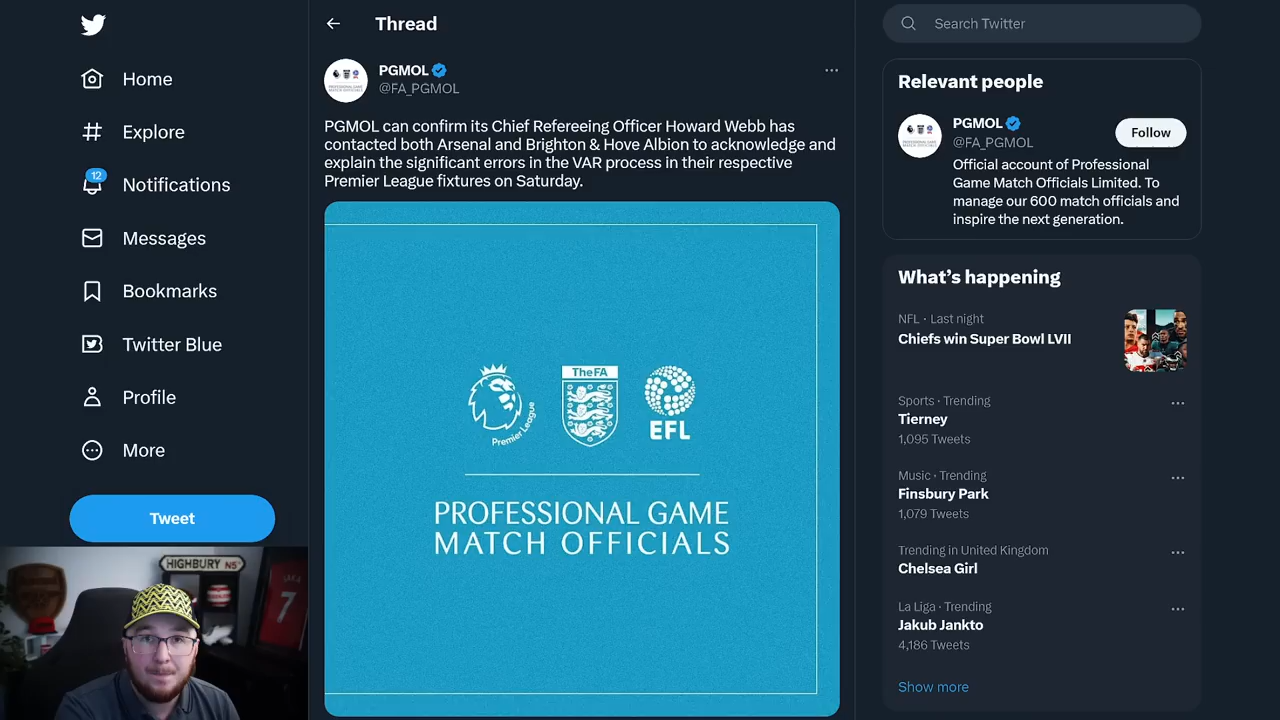 Home
Explore
12
Notifications
Messages
Bookmarks
Twitter Blue
Profile
More
Tweet
HIGHBURY N5
SAKA
7
Thread
PGMOL
@FA_PGMOL
PGMOL can confirm its Chief Refereeing Officer Howard Webb has
contacted both Arsenal and Brighton & Hove Albion to acknowledge and
explain the significant errors in the VAR process in their respective
Premier League fixtures on Saturday.
Premier League
The FA
EFL
PROFESSIONAL GAME
MATCH OFFICIALS
Search Twitter
Relevant people
PGMOL
@FA_PGMOL
Follow
Official account of Professional
Game Match Officials Limited. To
manage our 600 match officials and
inspire the next generation.
What's happening
NFL · Last night
Chiefs win Super Bowl LVII
Sports · Trending
Tierney
1,095 Tweets
Music · Trending
Finsbury Park
1,079 Tweets
Trending in United Kingdom
Chelsea Girl
La Liga · Trending
Jakub Jankto
4,186 Tweets
Show more